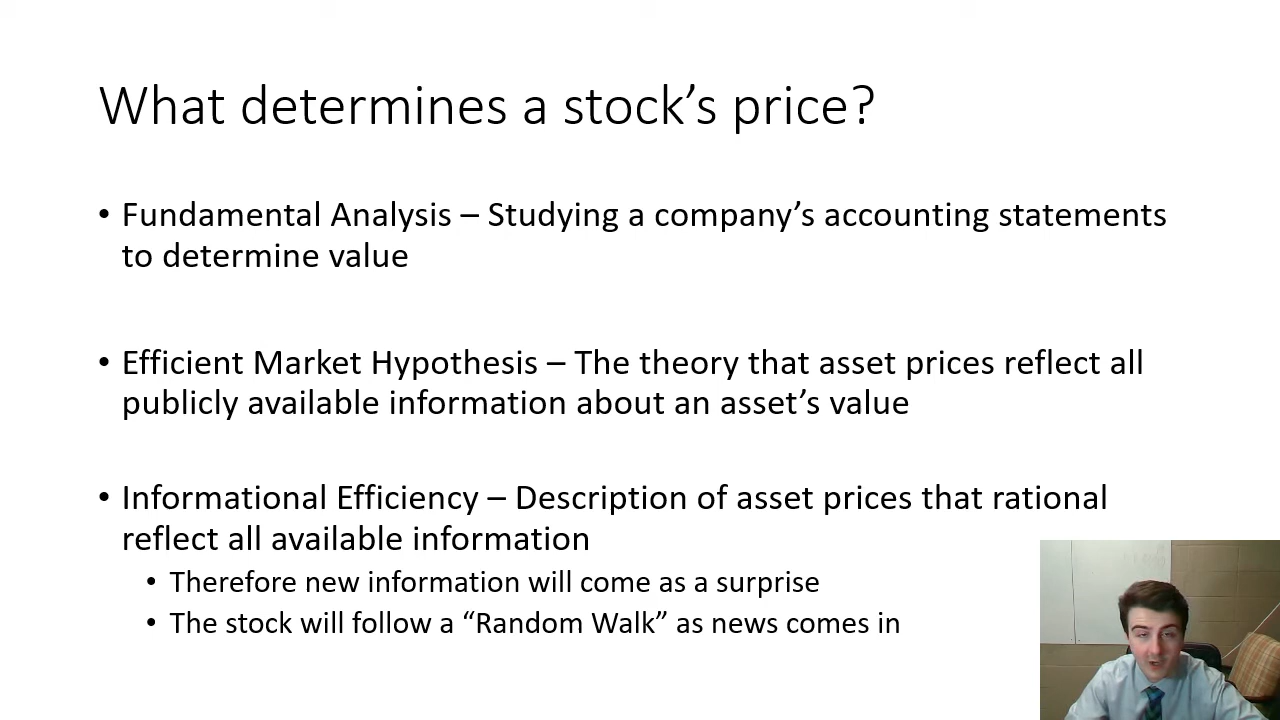 What determines a stock’s price?
• Fundamental Analysis – Studying a company’s accounting statements
to determine value
• Efficient Market Hypothesis – The theory that asset prices reflect all
publicly available information about an asset’s value
• Informational Efficiency – Description of asset prices that rational
reflect all available information
• Therefore new information will come as a surprise
• The stock will follow a “Random Walk” as news comes in